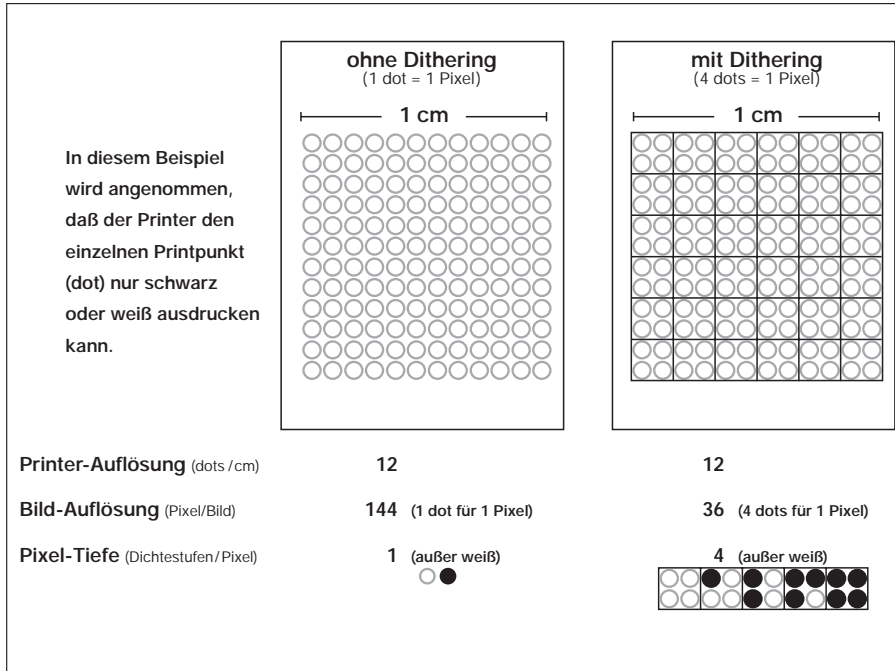 ohne Dithering
(1 dot = 1 Pixel)
1 cm
mit Dithering
(4 dots = 1 Pixel)
1 cm
In diesem Beispiel
wird angenommen,
daß der Printer den
einzelnen Printpunkt
(dot) nur schwarz
oder weiß ausdrucken
kann.
Printer-Auflösung (dots/cm) 12 12
Bild-Auflösung (Pixel/Bild) 144 (1 dot für 1 Pixel) 36 (4 dots für 1 Pixel)
Pixel-Tiefe (Dichtestufen/Pixel) 1 (außer weiß) 4 (außer weiß)